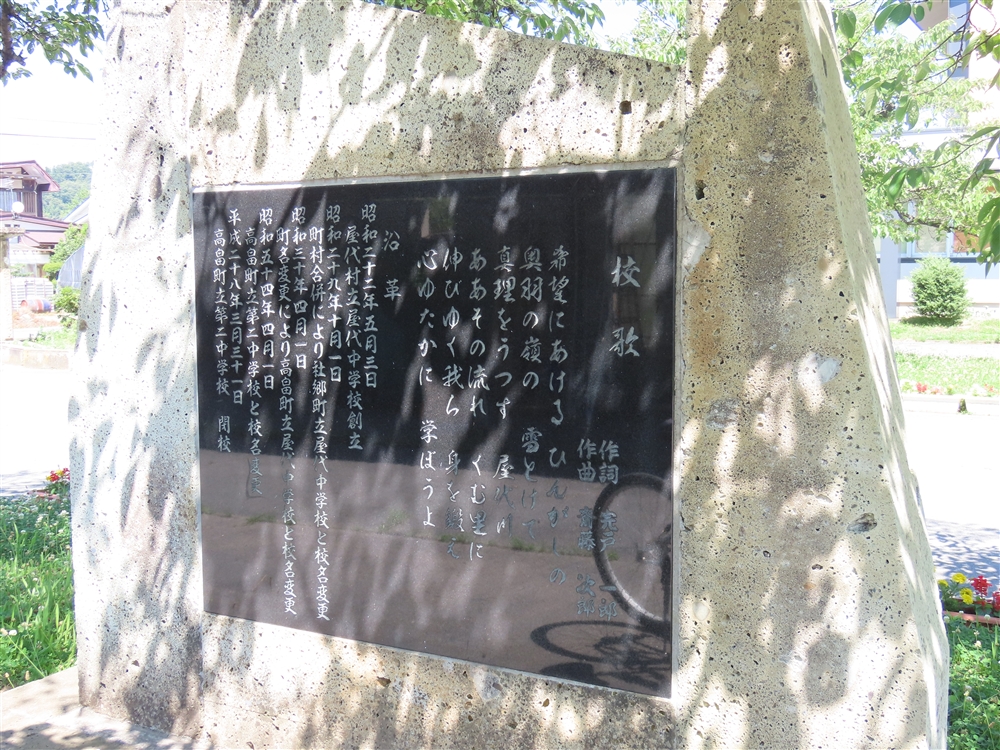 校歌
作詞 戸 一郎
作曲 齋藤 郎
希望にあける ひんがしの
奥羽の嶺の 雪とけて
真理をうつす 屋代川
ああその流れ くむ里に
伸びゆく我ら 身を鍛え
心ゆたかに 学ぼうよ
沿革
昭和二十二年五月三日
屋代村立屋代中学校創立
昭和二十九年十月一日
町村合併により社郷町立屋代中学校と校名変更
昭和三十年四月一日
町名変更により高畠町立屋代中学校と校名変更
昭和五十四年四月一日
高畠町立第二中学校と校名変更
平成二十八年三月三十一日
高畠町立第二中学校 閉校